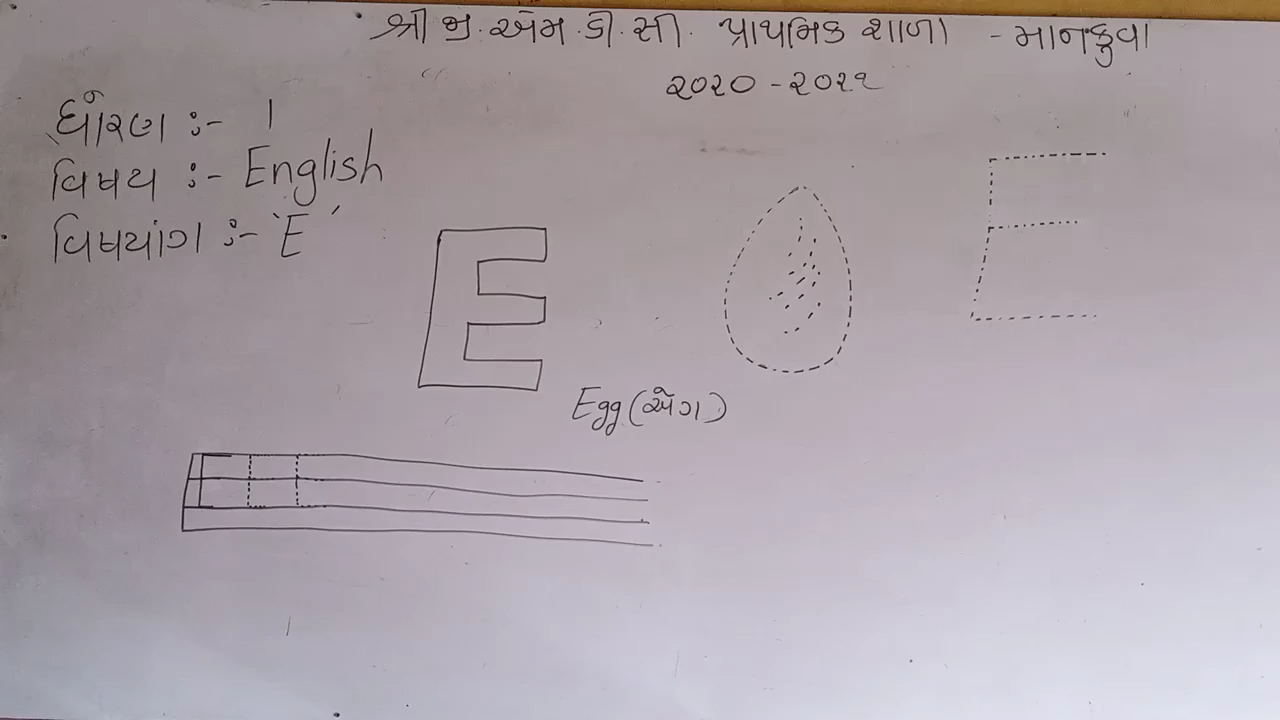 શ્રી જી.એમ.ડી.સી. પ્રાથમિક શાળા - માનકુવા
૨૦૨૦ - ૨૦૨૧
ધોરણ :- 1
વિષય :- English
વિષયાંગ :- 'E'
E
E
Egg (એગ)
E